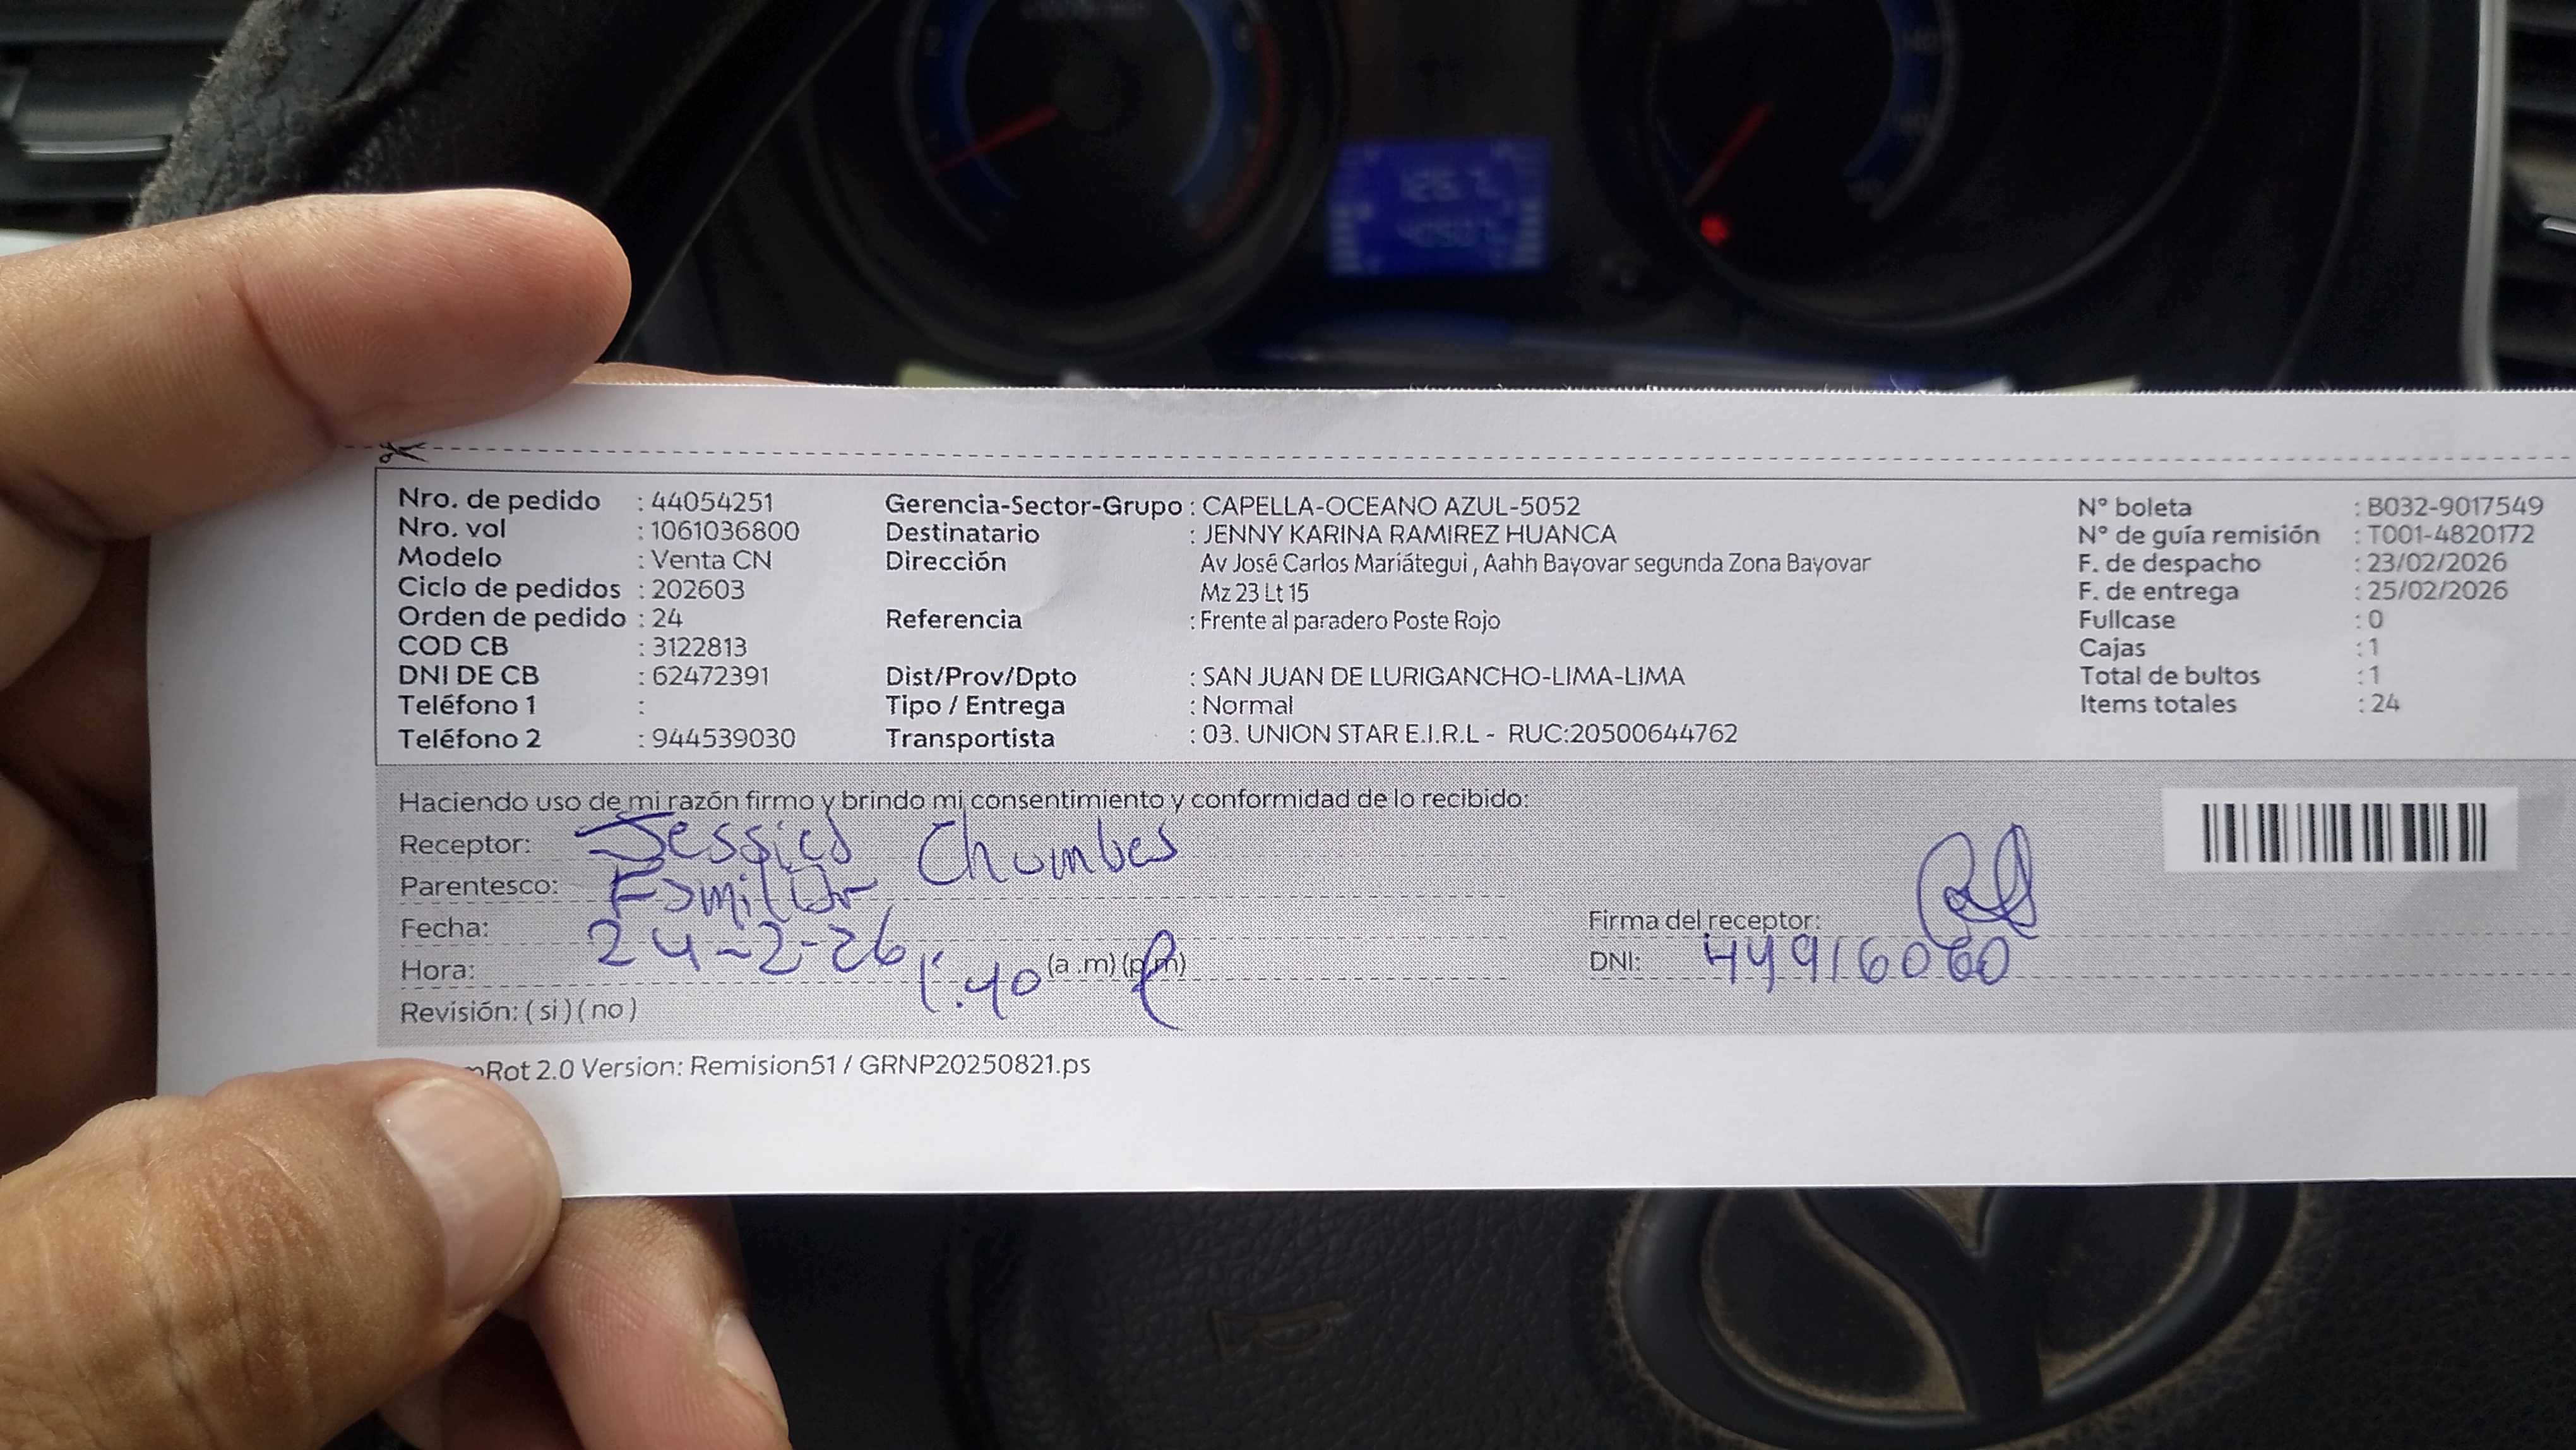 Nro. de pedido : 44054251
Nro. vol : 1061036800
Modelo : Venta CN
Ciclo de pedidos : 202603
Orden de pedido : 24
COD CB : 3122813
DNI DE CB : 62472391
Teléfono 1 :
Teléfono 2 : 944539030
Gerencia-Sector-Grupo : CAPELLA-OCEANO AZUL-5052
Destinatario : JENNY KARINA RAMIREZ HUANCA
Dirección Av José Carlos Mariátegui , Aahh Bayovar segunda Zona Bayovar
Mz 23 Lt 15
Referencia : Frente al paradero Poste Rojo
Dist/Prov/Dpto : SAN JUAN DE LURIGANCHO-LIMA-LIMA
Tipo / Entrega : Normal
Transportista : 03. UNION STAR E.I.R.L - RUC:20500644762
N° boleta : B032-9017549
N° de guía remisión : T001-4820172
F. de despacho : 23/02/2026
F. de entrega : 25/02/2026
Fullcase : 0
Cajas : 1
Total de bultos : 1
Items totales : 24
Haciendo uso de mi razón firmo y brindo mi consentimiento y conformidad de lo recibido:
Receptor: Jessica Chumbes
Parentesco: Familiar
Fecha: 24-2-26
Hora: 1:40 (a .m) (p.m)
Revisión: ( si ) ( no )
Firma del receptor:
DNI: 44916060
Rot 2.0 Version: Remision51 / GRNP20250821.ps